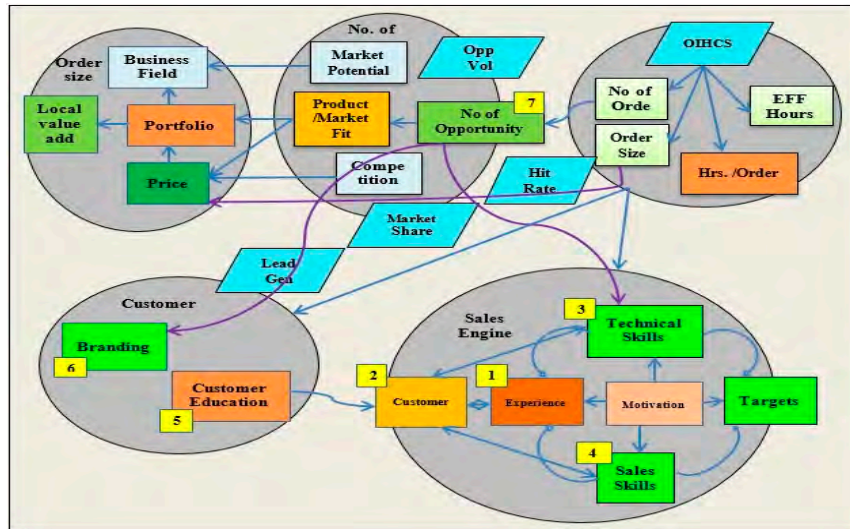 Order
size
Business
Field
Local
value
add
Portfolio
Price
No. of
Market
Potential
Opp
Vol
Product
/Market
Fit
No of
Opportunity
7
Compe
tition
Hit
Rate
Market
Share
Lead
Gen
OIHCS
No of
Orde
Order
Size
EFF
Hours
Hrs. /Order
Customer
Branding
6
Customer
Education
5
Sales
Engine
3
Technical
Skills
2
Customer
1
Experience
Motivation
Targets
4
Sales
Skills